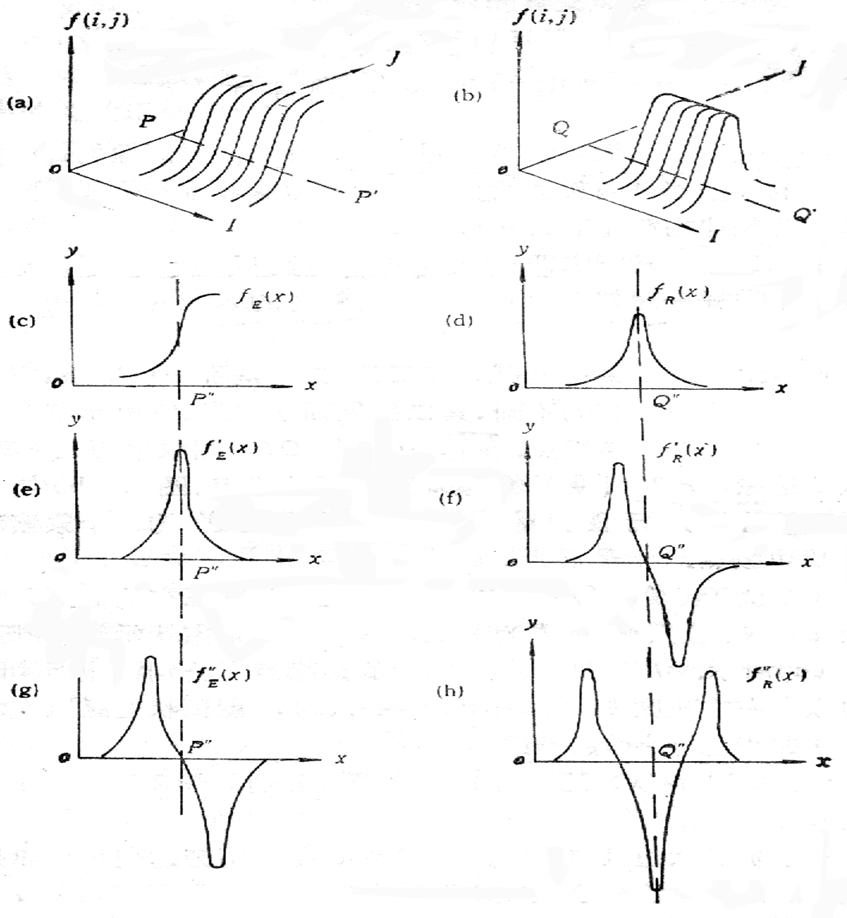 f(i,j)
J
(a)
P
o
P'
I
f(i,j)
J
(b)
Q
o
Q'
I
y
f_E(x)
(c)
o
P"
x
y
f_R(x)
(d)
o
Q"
x
y
f'_E(x)
(e)
o
P"
x
y
f'_R(x)
(f)
Q"
o
x
f"_E(x)
(g)
P"
o
x
y
f"_R(x)
(h)
Q"
o
x